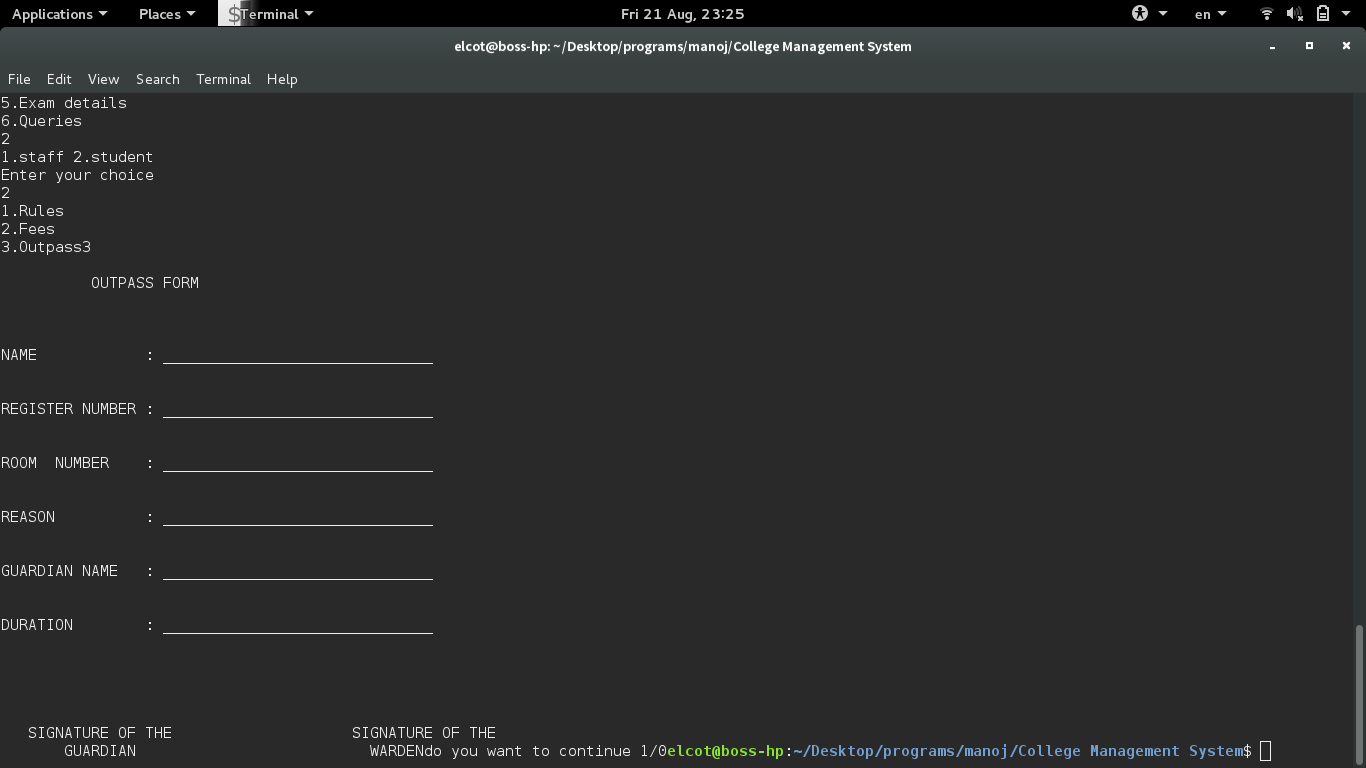 Applications Places $Terminal Fri 21 Aug, 23:25 en
elcot@boss-hp: ~/Desktop/programs/manoj/College Management System
File Edit View Search Terminal Help
5.Exam details
6.Queries
2
1.staff 2.student
Enter your choice
2
1.Rules
2.Fees
3.Outpass3
OUTPASS FORM
NAME : ______________________________
REGISTER NUMBER : ______________________________
ROOM  NUMBER : ______________________________
REASON : ______________________________
GUARDIAN NAME : ______________________________
DURATION : ______________________________
SIGNATURE OF THE SIGNATURE OF THE
GUARDIAN WARDENdo you want to continue 1/0elcot@boss-hp:~/Desktop/programs/manoj/College Management System$